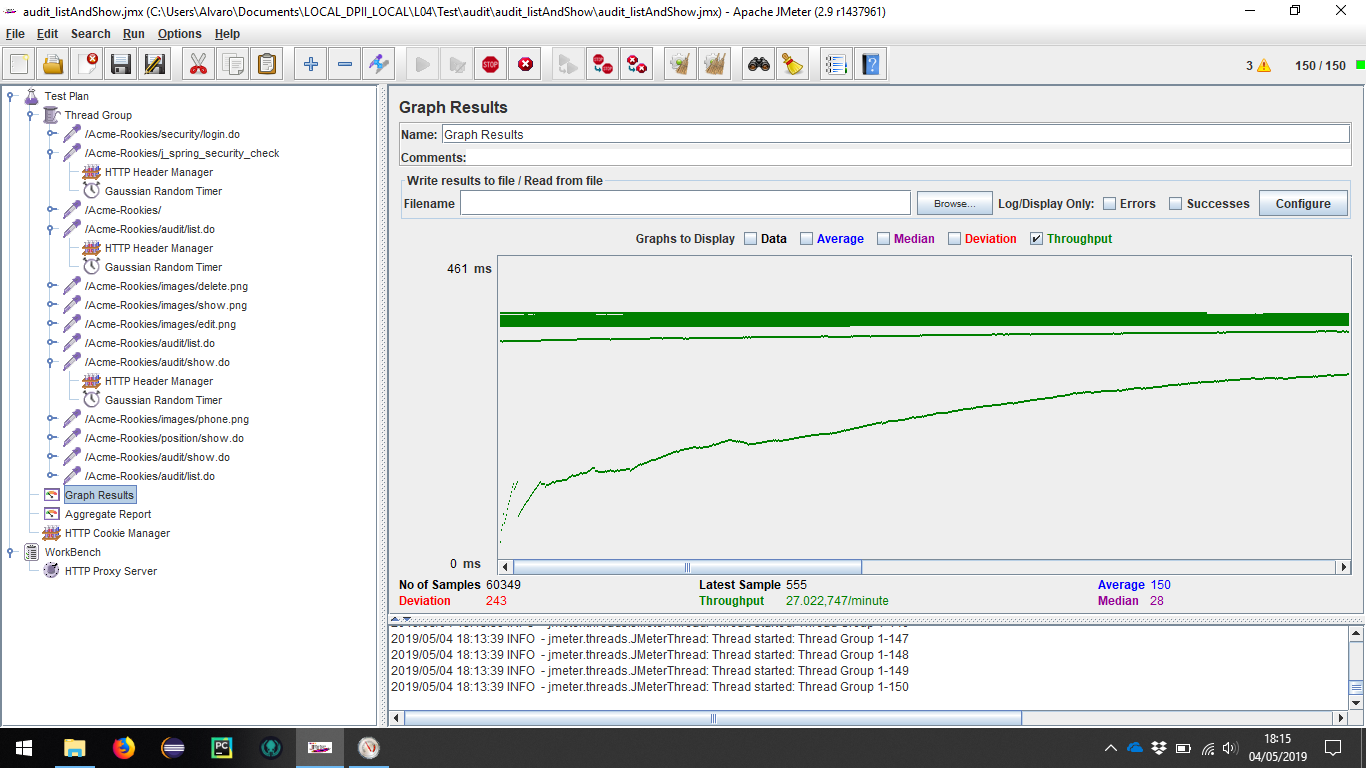 audit_listAndShow.jmx (C:\Users\Alvaro\Documents\LOCAL_DPII_LOCAL\L04\Test\audit\audit_listAndShow\audit_listAndShow.jmx) - Apache JMeter (2.9 r1437961)
File Edit Search Run Options Help
3 150 / 150
Test Plan
Thread Group
/Acme-Rookies/security/login.do
/Acme-Rookies/j_spring_security_check
HTTP Header Manager
Gaussian Random Timer
/Acme-Rookies/
/Acme-Rookies/audit/list.do
HTTP Header Manager
Gaussian Random Timer
/Acme-Rookies/images/delete.png
/Acme-Rookies/images/show.png
/Acme-Rookies/images/edit.png
/Acme-Rookies/audit/list.do
/Acme-Rookies/audit/show.do
HTTP Header Manager
Gaussian Random Timer
/Acme-Rookies/images/phone.png
/Acme-Rookies/position/show.do
/Acme-Rookies/audit/show.do
/Acme-Rookies/audit/list.do
Graph Results
Aggregate Report
HTTP Cookie Manager
WorkBench
HTTP Proxy Server
Graph Results
Name: Graph Results
Comments:
Write results to file / Read from file
Filename Browse... Log/Display Only: Errors Successes Configure
Graphs to Display Data Average Median Deviation Throughput
461 ms
0 ms
No of Samples 60349 Latest Sample 555 Average 150
Deviation 243 Throughput 27.022,747/minute Median 28
2019/05/04 18:13:39 INFO - jmeter.threads.JMeterThread: Thread started: Thread Group 1-147
2019/05/04 18:13:39 INFO - jmeter.threads.JMeterThread: Thread started: Thread Group 1-148
2019/05/04 18:13:39 INFO - jmeter.threads.JMeterThread: Thread started: Thread Group 1-149
2019/05/04 18:13:39 INFO - jmeter.threads.JMeterThread: Thread started: Thread Group 1-150
18:15
04/05/2019